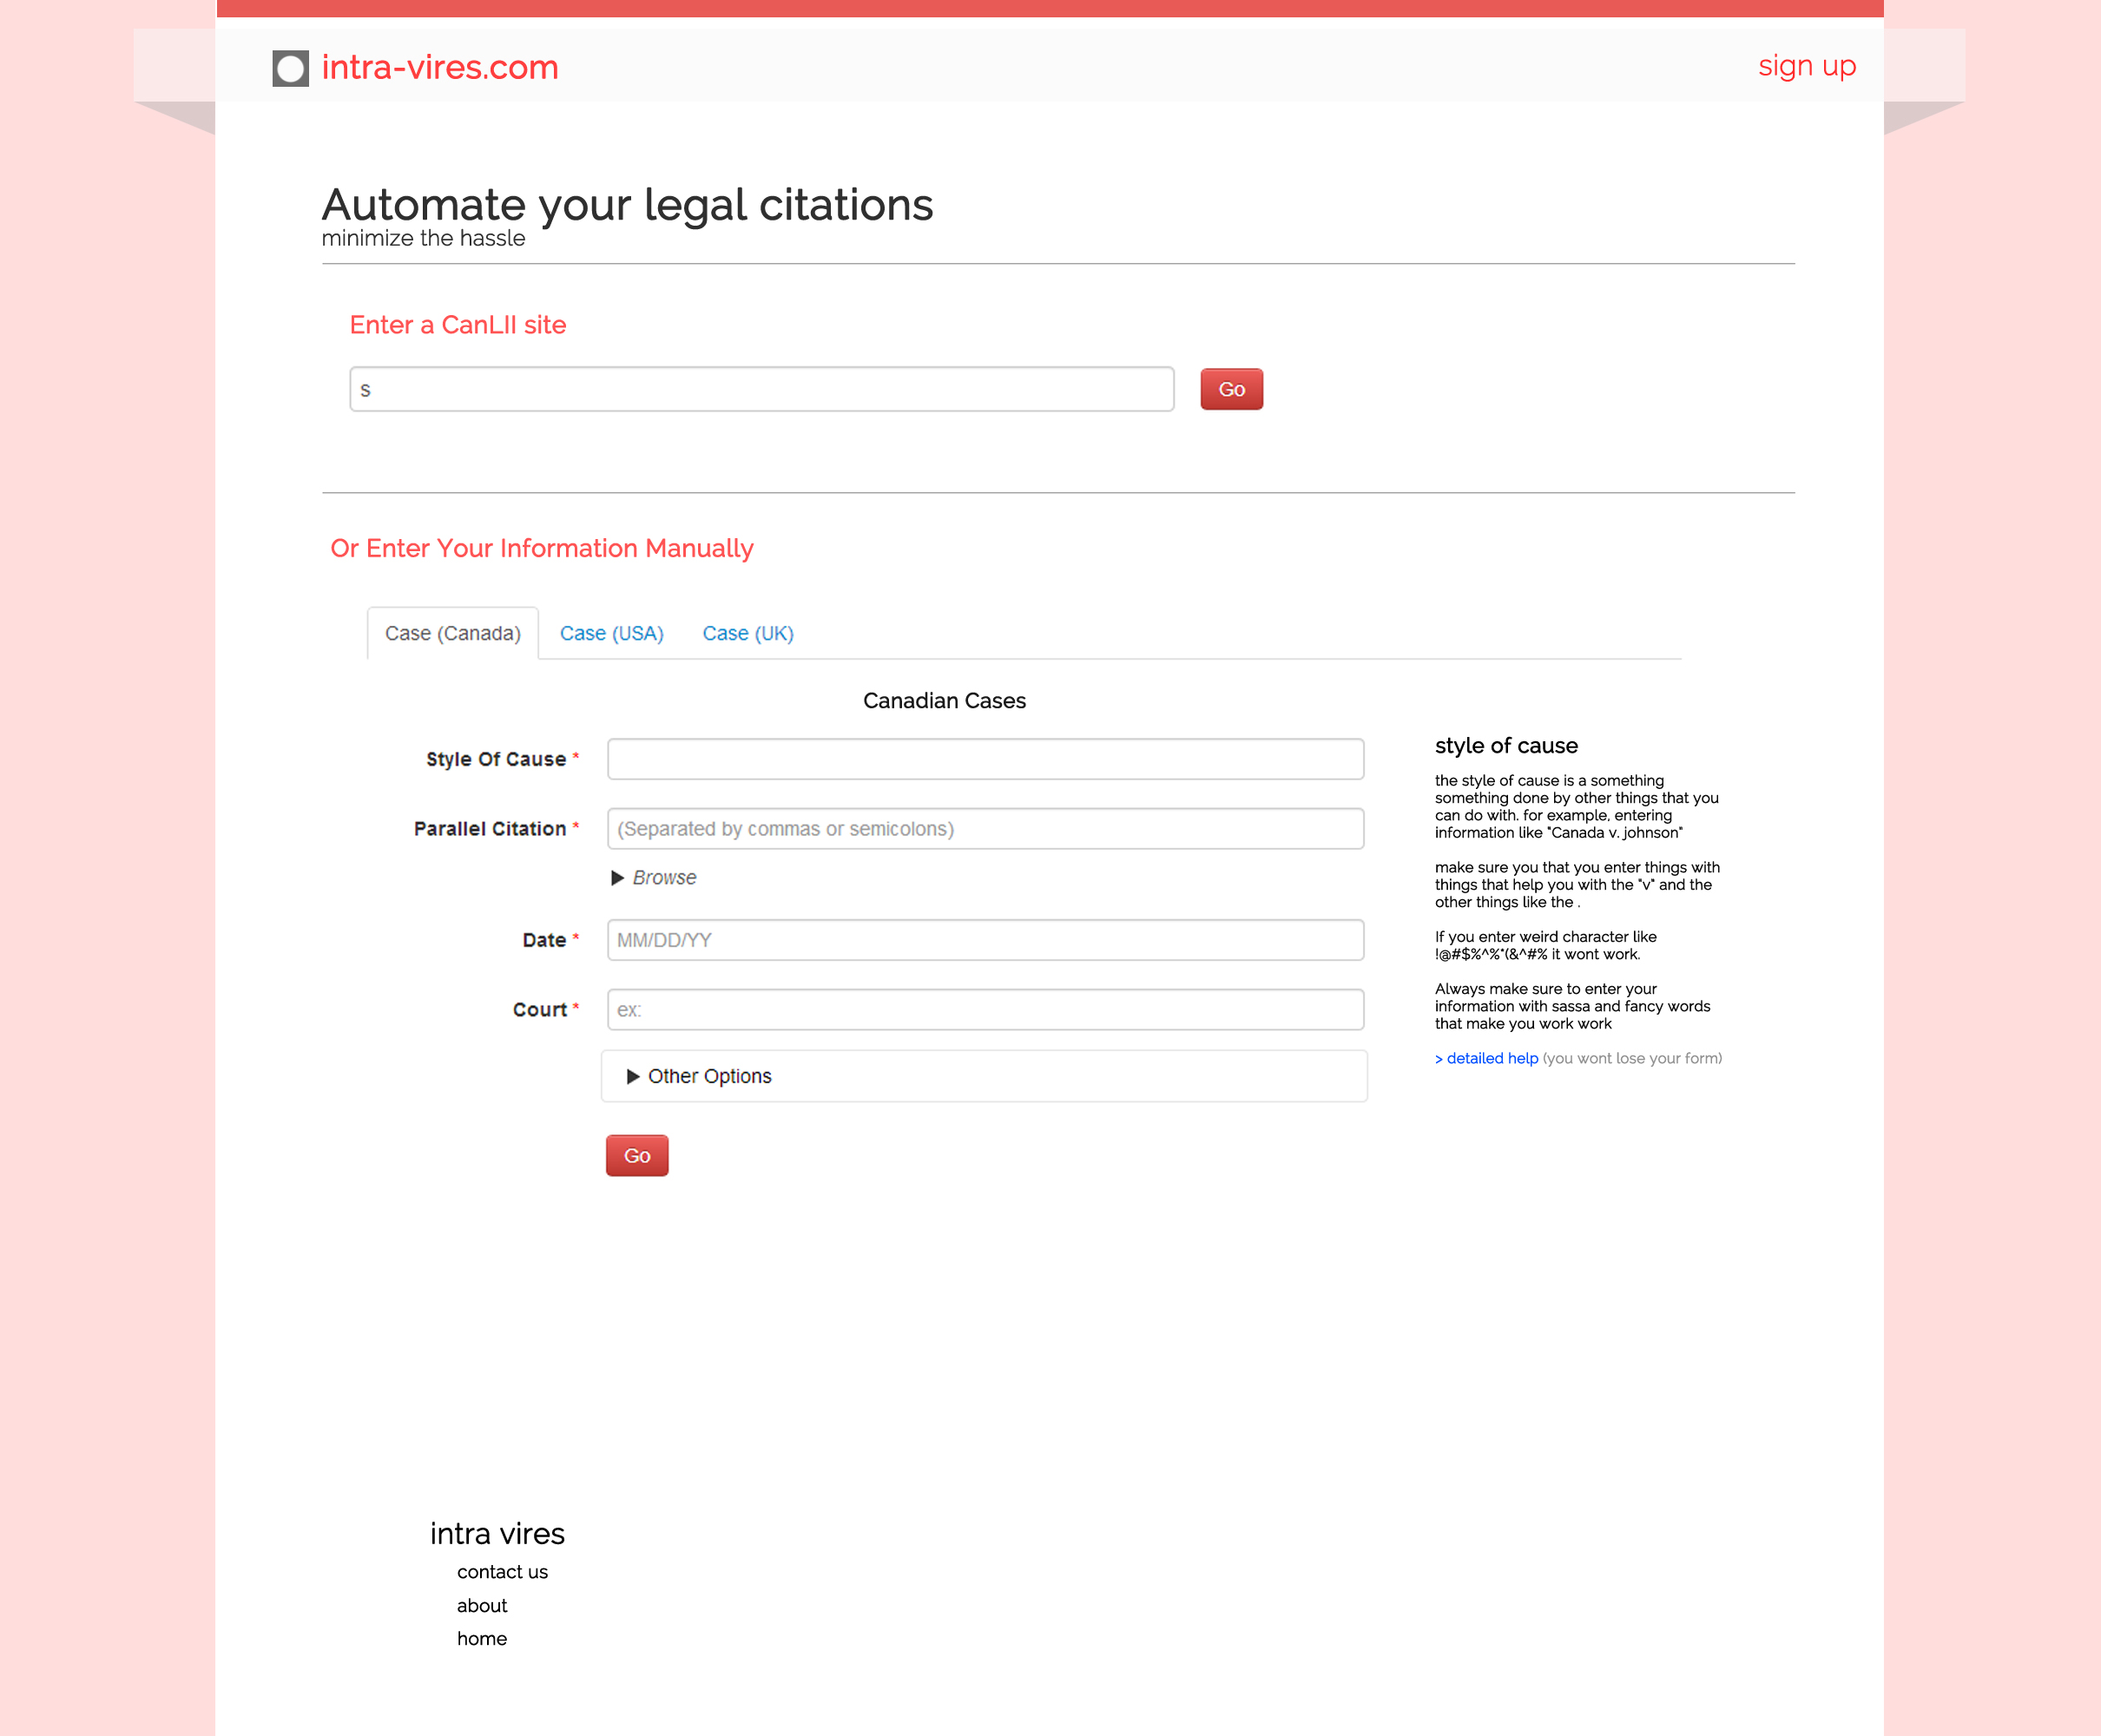 intra-vires.com
sign up
Automate your legal citations
minimize the hassle
Enter a CanLII site
s
Go
Or Enter Your Information Manually
Case (Canada)
Case (USA)
Case (UK)
Canadian Cases
Style Of Cause *
Parallel Citation *
(Separated by commas or semicolons)
▶ Browse
Date *
MM/DD/YY
Court *
ex:
▶ Other Options
Go
style of cause
the style of cause is a something
something done by other things that you
can do with. for example, entering
information like "Canada v. johnson"
make sure you that you enter things with
things that help you with the "v" and the
other things like the .
If you enter weird character like
!@#$%^%*(&^#% it wont work.
Always make sure to enter your
information with sassa and fancy words
that make you work work
> detailed help (you wont lose your form)
intra vires
contact us
about
home